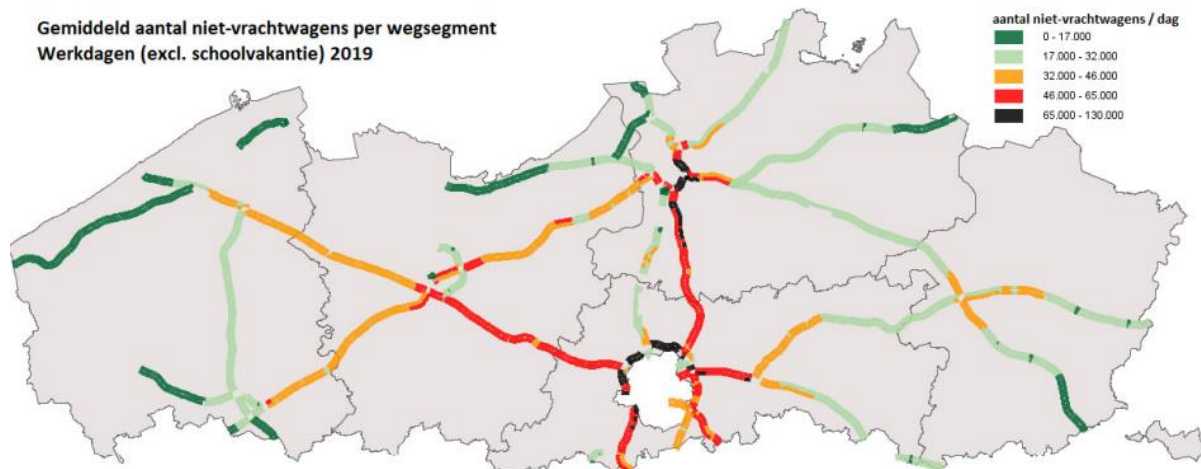 Gemiddeld aantal niet-vrachtwagens per wegsegment
Werkdagen (excl. schoolvakantie) 2019
aantal niet-vrachtwagens / dag
0 - 17.000
17.000 - 32.000
32.000 - 46.000
46.000 - 65.000
65.000 - 130.000